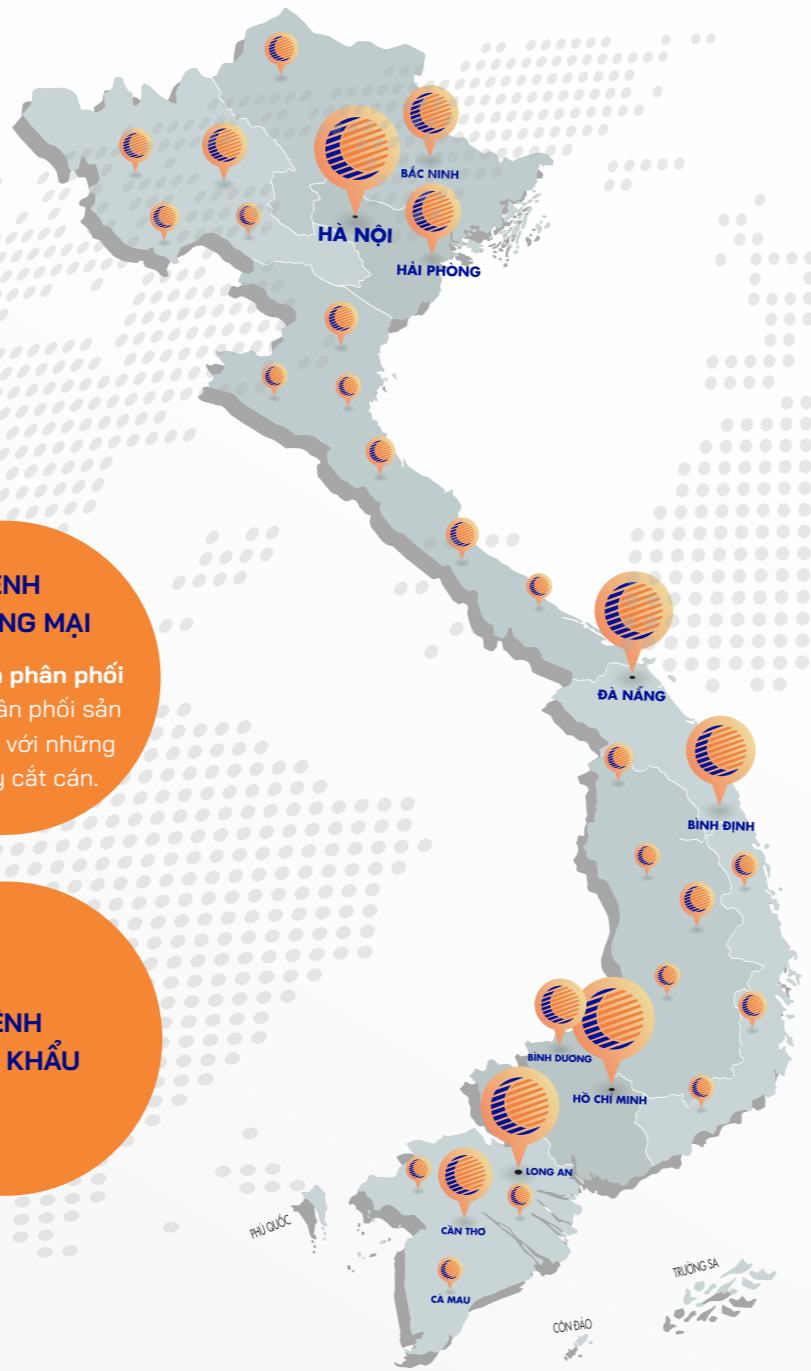 BẮC NINH
HÀ NỘI
HẢI PHÒNG
ÊNH
NG MẠI
phân phối
ân phối sản
với những
cắt cán.
ĐÀ NẴNG
BÌNH ĐỊNH
ÊNH
KHẨU
BÌNH DƯƠNG
HỒ CHÍ MINH
LONG AN
CẦN THƠ
PHÚ QUỐC
CÀ MAU
TRƯỜNG SA
CÔN ĐẢO